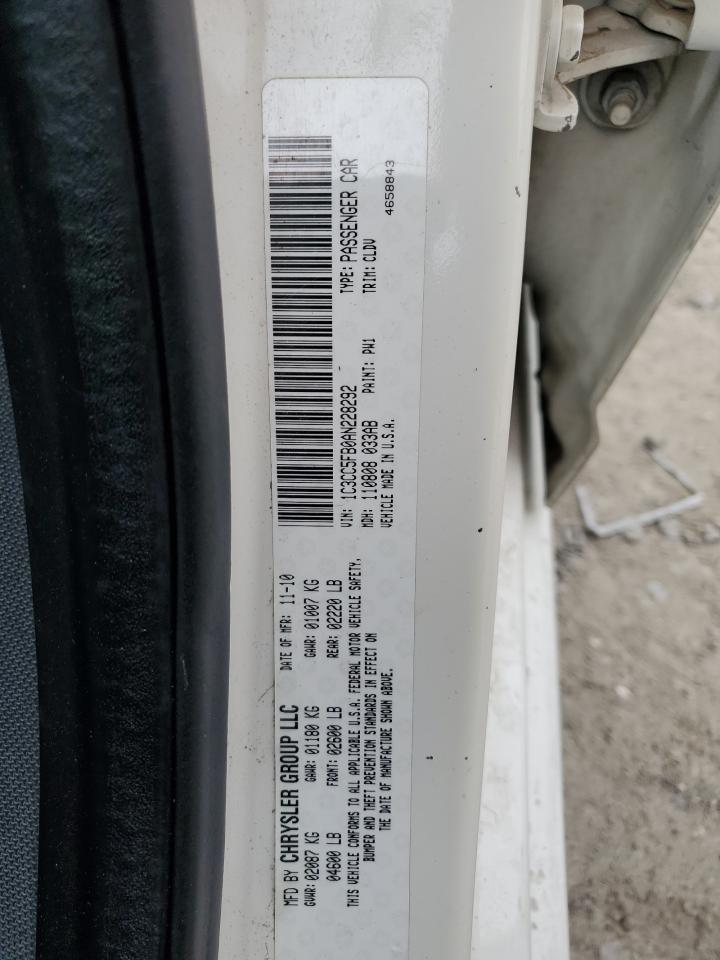 MFD BY CHRYSLER GROUP LLC DATE OF MFR: 11-10
GVWR: 02087 KG GAWR: 01180 KG GAWR: 01007 KG
04600 LB FRONT: 02600 LB REAR: 02220 LB
THIS VEHICLE CONFORMS TO ALL APPLICABLE U.S.A. FEDERAL MOTOR VEHICLE SAFETY,
BUMPER AND THEFT PREVENTION STANDARDS IN EFFECT ON
THE DATE OF MANUFACTURE SHOWN ABOVE.
VIN: 1C3CC5FB0AN228292 TYPE: PASSENGER CAR
MDH: 110808 033AB PAINT: PW1 TRIM: CLDV
VEHICLE MADE IN U.S.A. 4658843